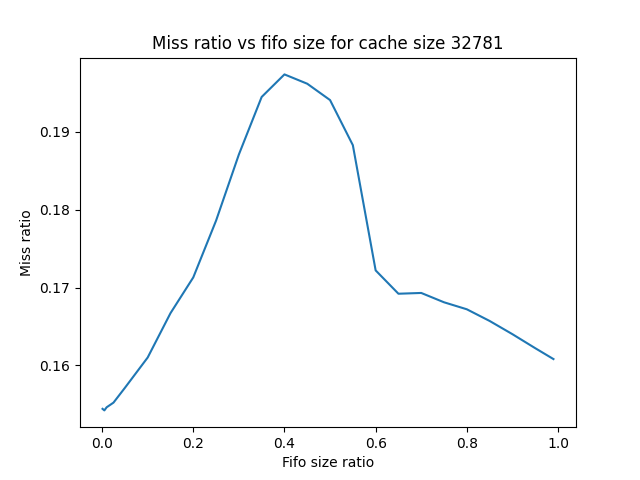 Miss ratio vs fifo size for cache size 32781
Miss ratio
0.19
0.18
0.17
0.16
0.0 0.2 0.4 0.6 0.8 1.0
Fifo size ratio